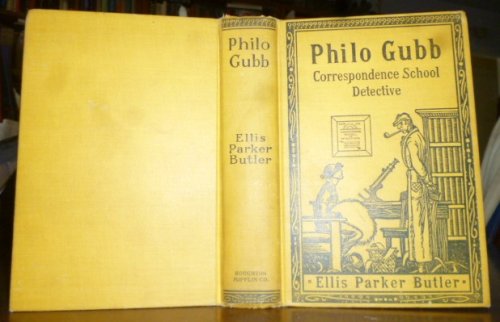 Philo
Gubb
Ellis
Parker
Butler
HOUGHTON
MIFFLIN CO.
Philo Gubb
Correspondence School
Detective
Ellis Parker Butler